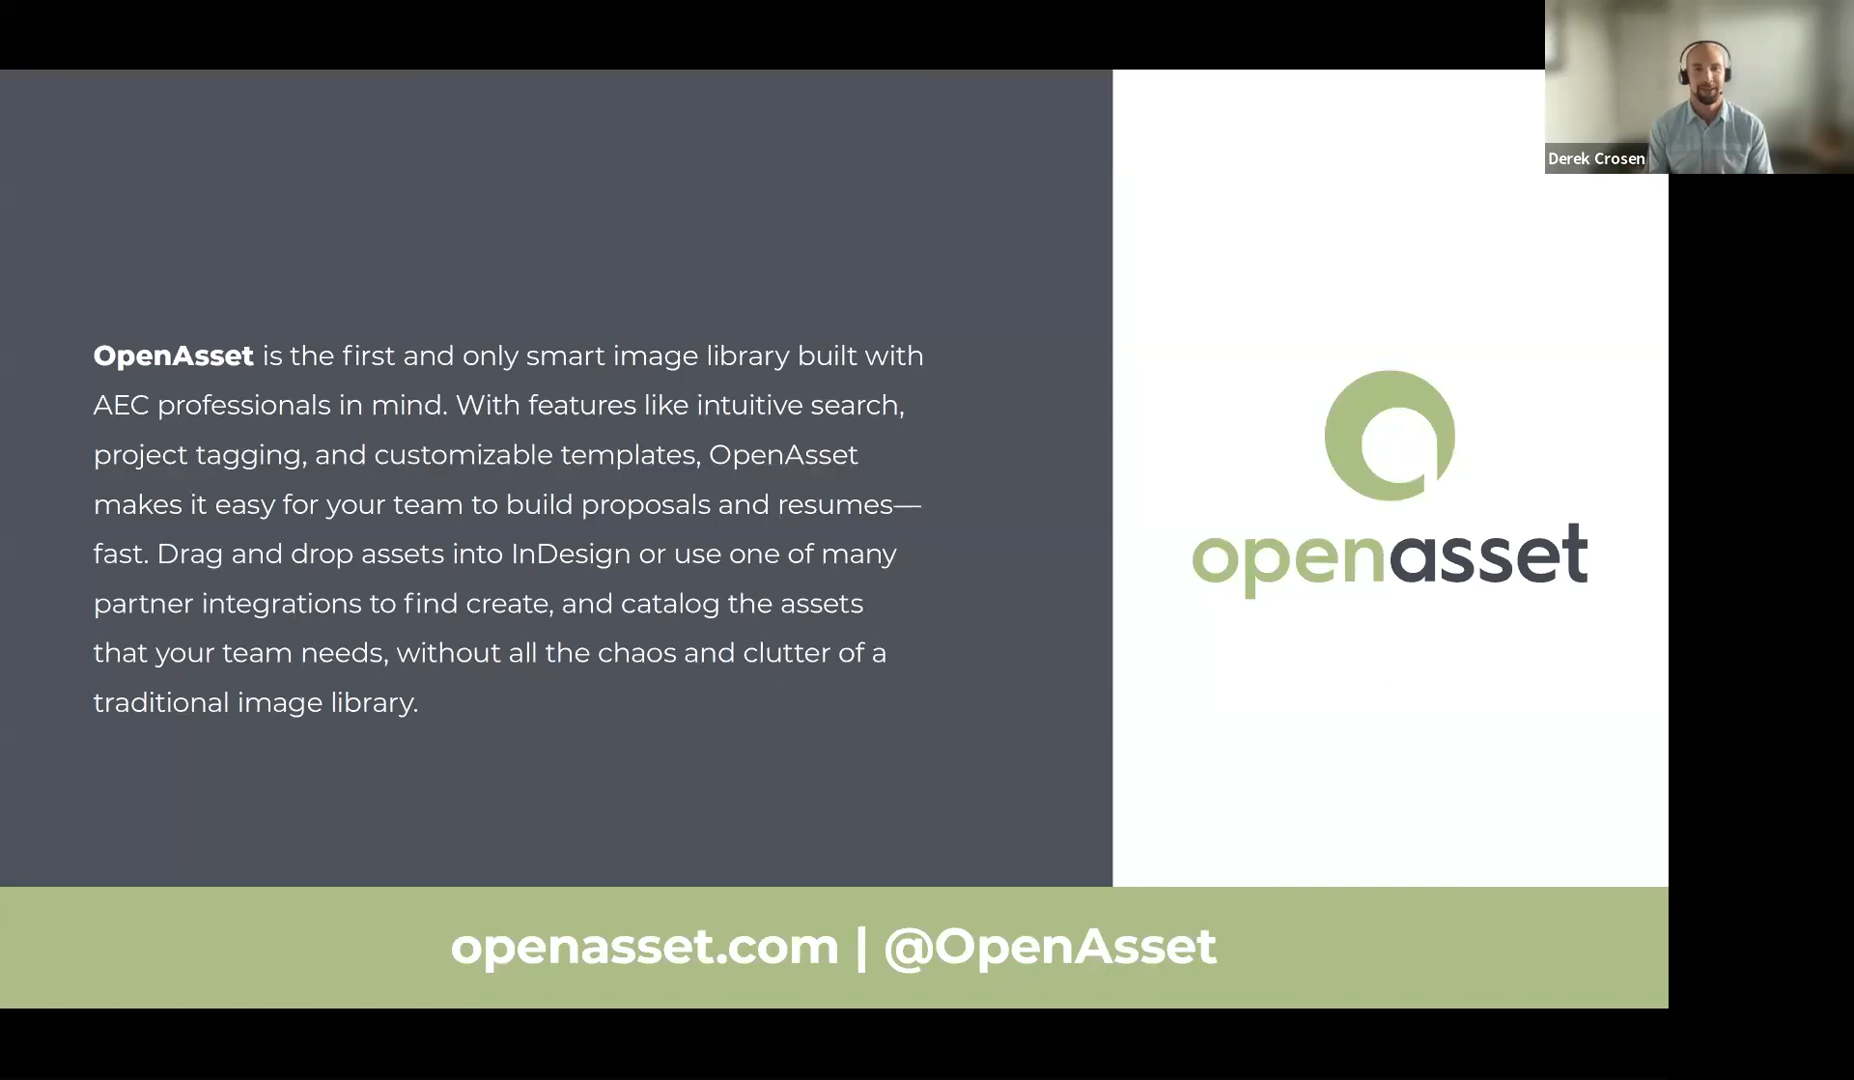 Derek Crosen
OpenAsset is the first and only smart image library built with
AEC professionals in mind. With features like intuitive search,
project tagging, and customizable templates, OpenAsset
makes it easy for your team to build proposals and resumes—
fast. Drag and drop assets into InDesign or use one of many
partner integrations to find create, and catalog the assets
that your team needs, without all the chaos and clutter of a
traditional image library.
openasset
openasset.com | @OpenAsset